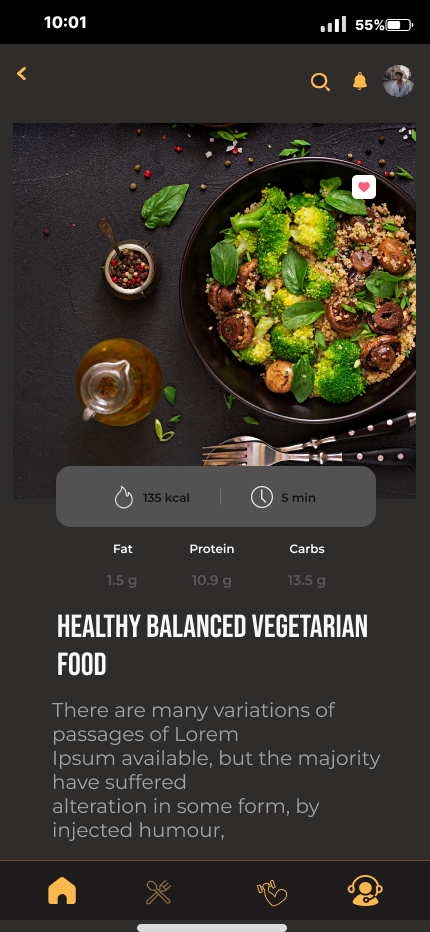 10:01
55%
135 kcal
5 min
Fat Protein Carbs
1.5 g 10.9 g 13.5 g
HEALTHY BALANCED VEGETARIAN
FOOD
There are many variations of
passages of Lorem
Ipsum available, but the majority
have suffered
alteration in some form, by
injected humour,